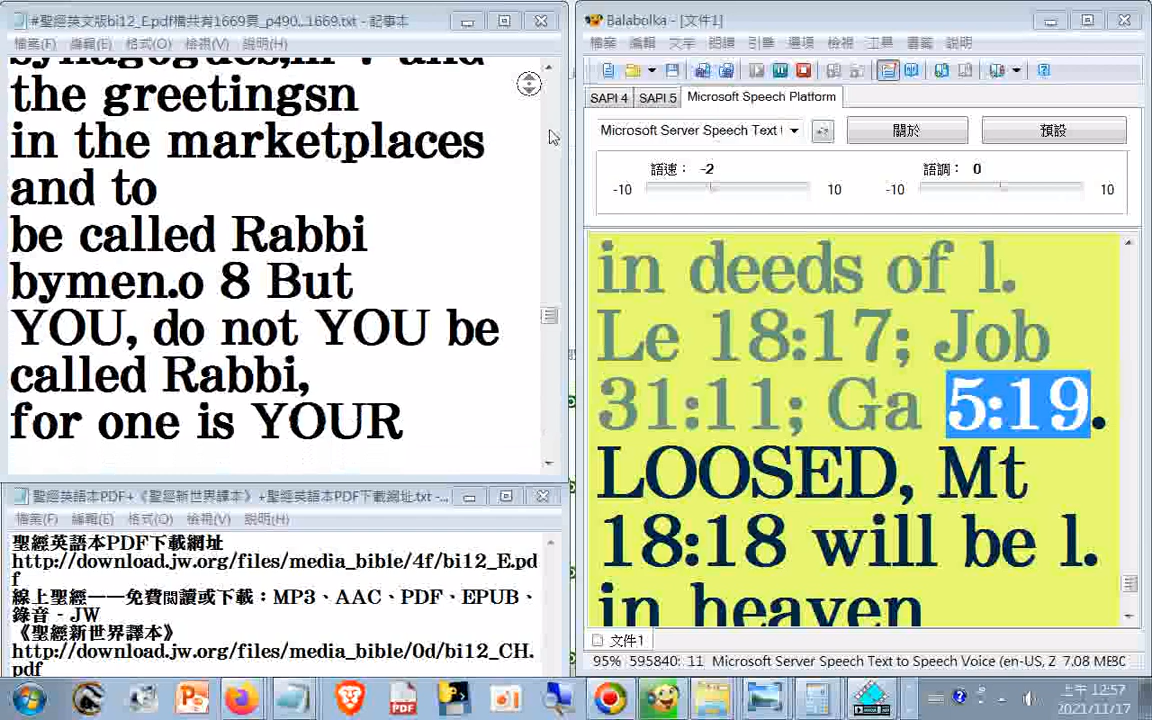 #聖經英文版bi12_E.pdf檔共有1669頁_p490...1669.txt - 記事本
檔案(F) 編輯(E) 格式(O) 檢視(V) 說明(H)
the greetingsn
in the marketplaces
and to
be called Rabbi
bymen.o 8 But
YOU, do not YOU be
called Rabbi,
for one is YOUR
聖經英語本PDF+《聖經新世界譯本》+聖經英語本PDF下載網址.txt - ...
檔案(F) 編輯(E) 格式(O) 檢視(V) 說明(H)
聖經英語本PDF下載網址
http://download.jw.org/files/media_bible/4f/bi12_E.pd
f
線上聖經——免費閱讀或下載：MP3、AAC、PDF、EPUB、
錄音 - JW
《聖經新世界譯本》
http://download.jw.org/files/media_bible/0d/bi12_CH.
pdf
Balabolka - [文件1]
檔案 編輯 文字 朗讀 引擎 選項 檢視 工具 書籤 說明
SAPI 4 SAPI 5 Microsoft Speech Platform
Microsoft Server Speech Text 關於 預設
語速： -2 語調： 0
-10 10 -10 10
in deeds of l.
Le 18:17; Job
31:11; Ga 5:19.
LOOSED, Mt
18:18 will be l.
in heaven
文件1
95% 595840: 11 Microsoft Server Speech Text to Speech Voice (en-US, Z 7.08 МБ
上午 12:57
2021/11/17